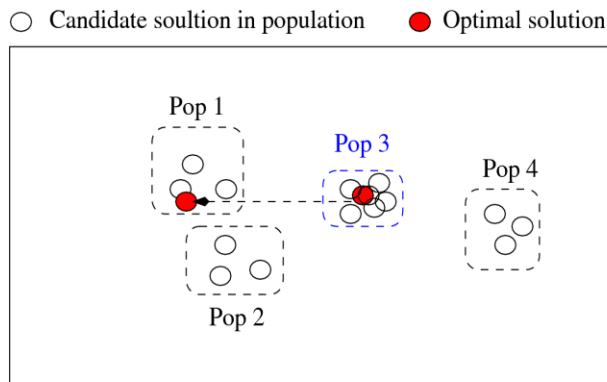 Candidate soultion in population
Optimal solution
Pop 1
Pop 3
Pop 4
Pop 2